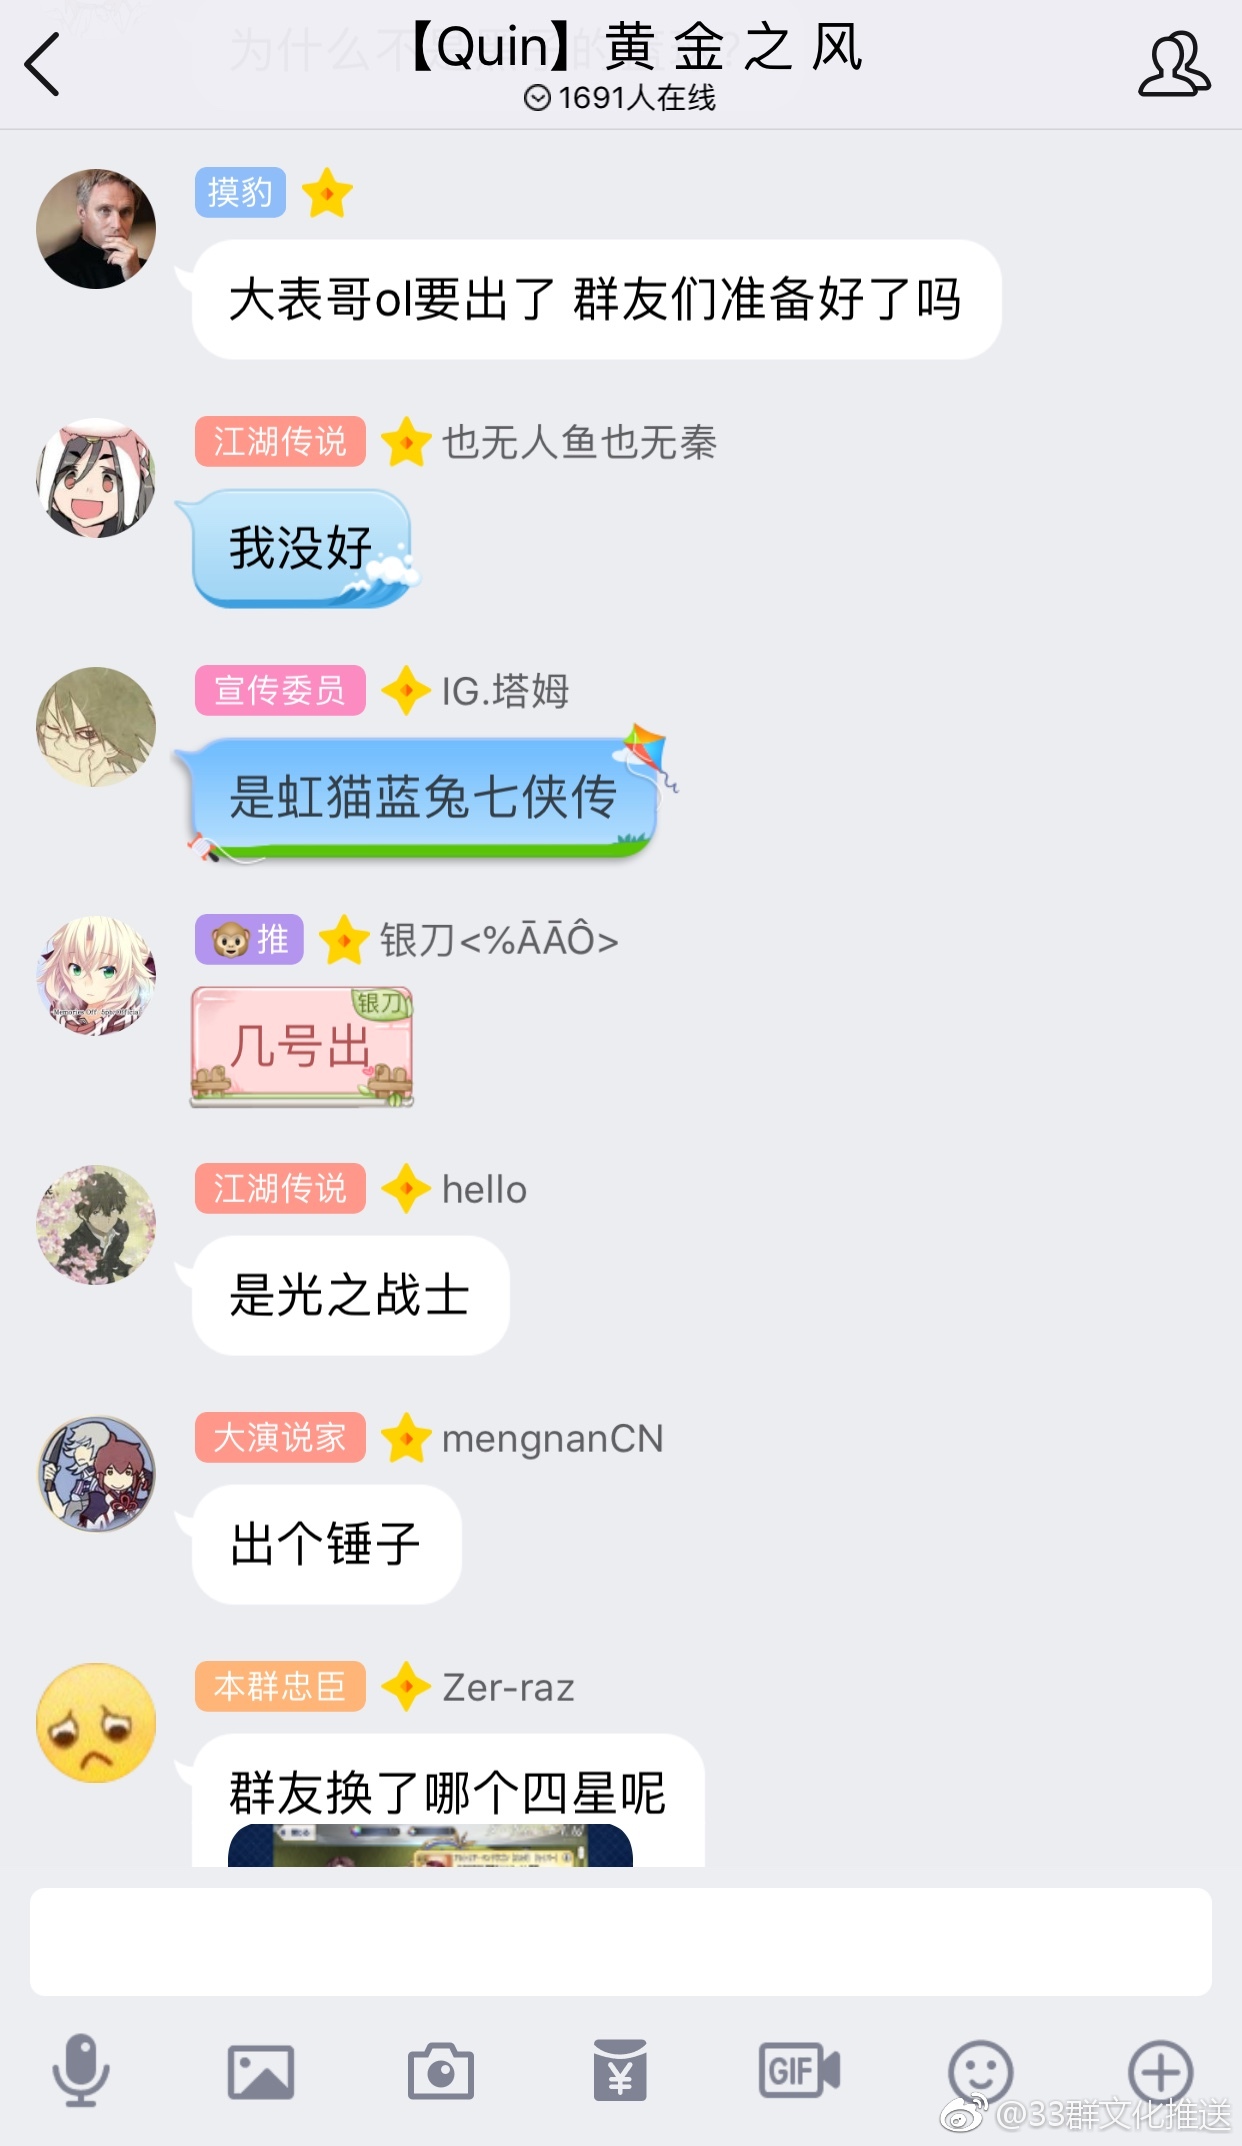 【Quin】黄 金 之 风
1691人在线
摸豹
大表哥ol要出了 群友们准备好了吗
江湖传说 也无人鱼也无秦
我没好
宣传委员 IG.塔姆
是虹猫蓝兔七侠传
推 银刀<%ĀĀÔ>
银刀
几号出
江湖传说 hello
是光之战士
大演说家 mengnanCN
出个锤子
本群忠臣 Zer-raz
群友换了哪个四星呢
GIF
@33群文化推送